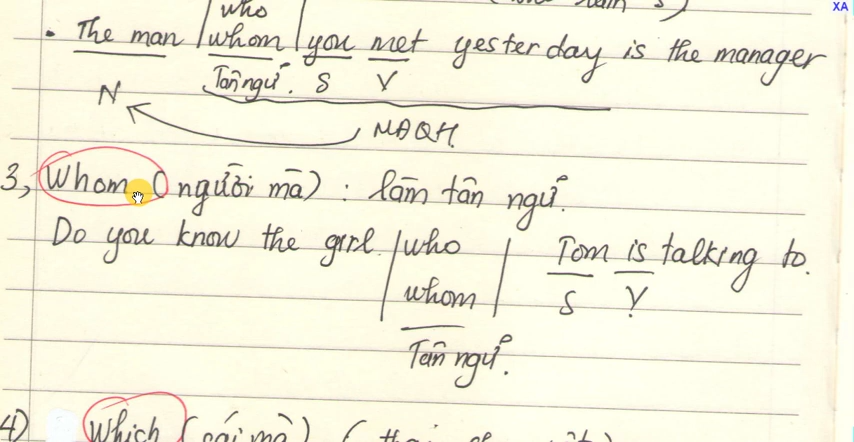 who
• The man whom you met yesterday is the manager
Tân ngữ. S V
N
MĐQH
3, Whom (người mà) : làm tân ngữ.
Do you know the girl who Tom is talking to.
whom S V
Tân ngữ.
4) Which (cái mà) (
XA